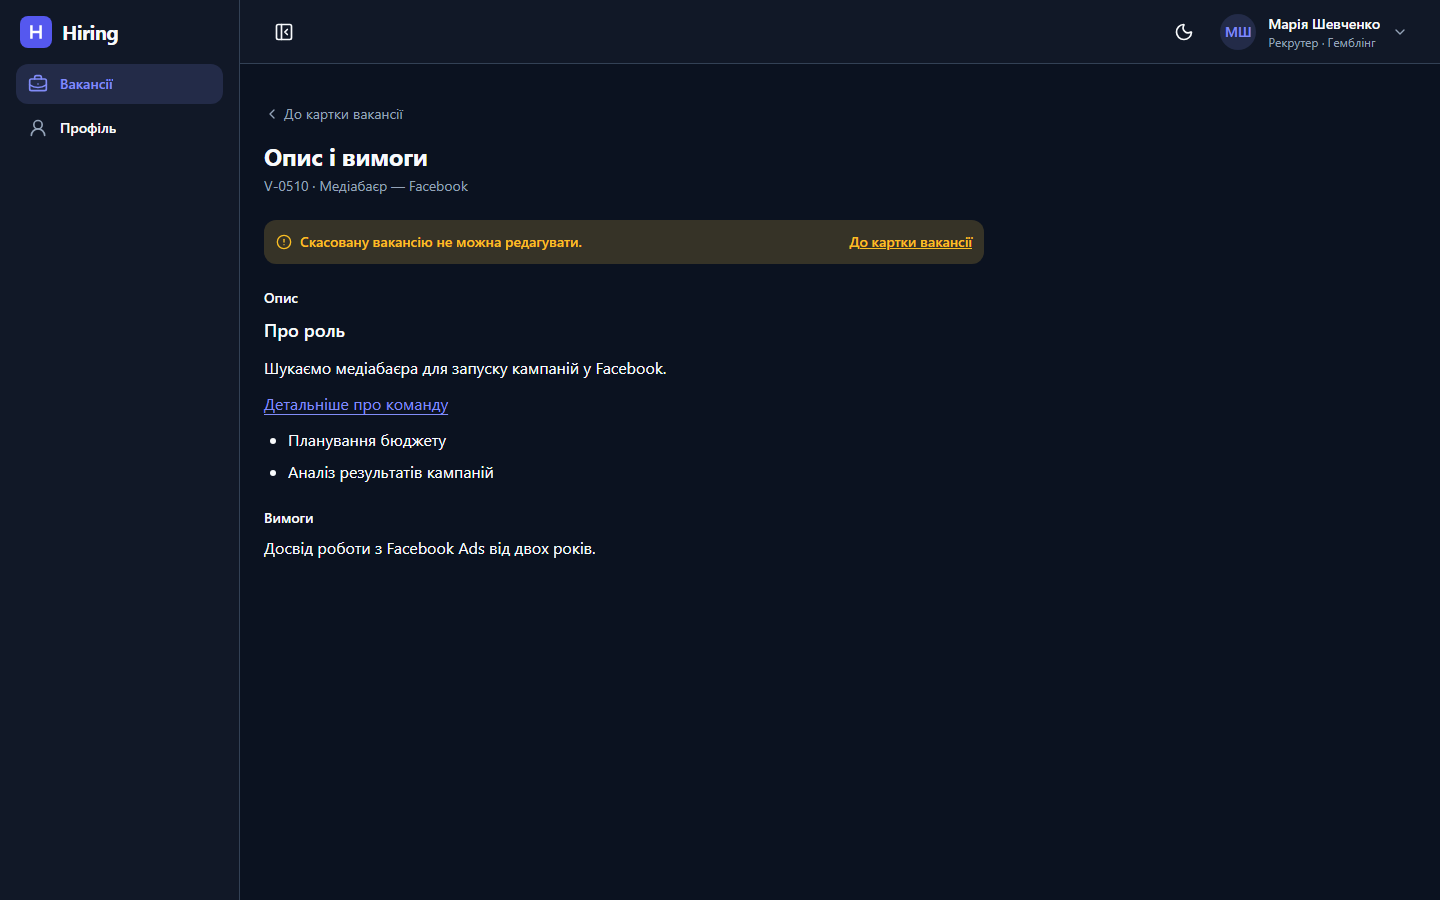 H Hiring
Вакансії
Профіль
МШ
Марія Шевченко
Рекрутер · Гемблінг
До картки вакансії
Опис і вимоги
V-0510 · Медіабаєр — Facebook
Скасовану вакансію не можна редагувати. До картки вакансії
Опис
Про роль
Шукаємо медіабаєра для запуску кампаній у Facebook.
Детальніше про команду
• Планування бюджету
• Аналіз результатів кампаній
Вимоги
Досвід роботи з Facebook Ads від двох років.